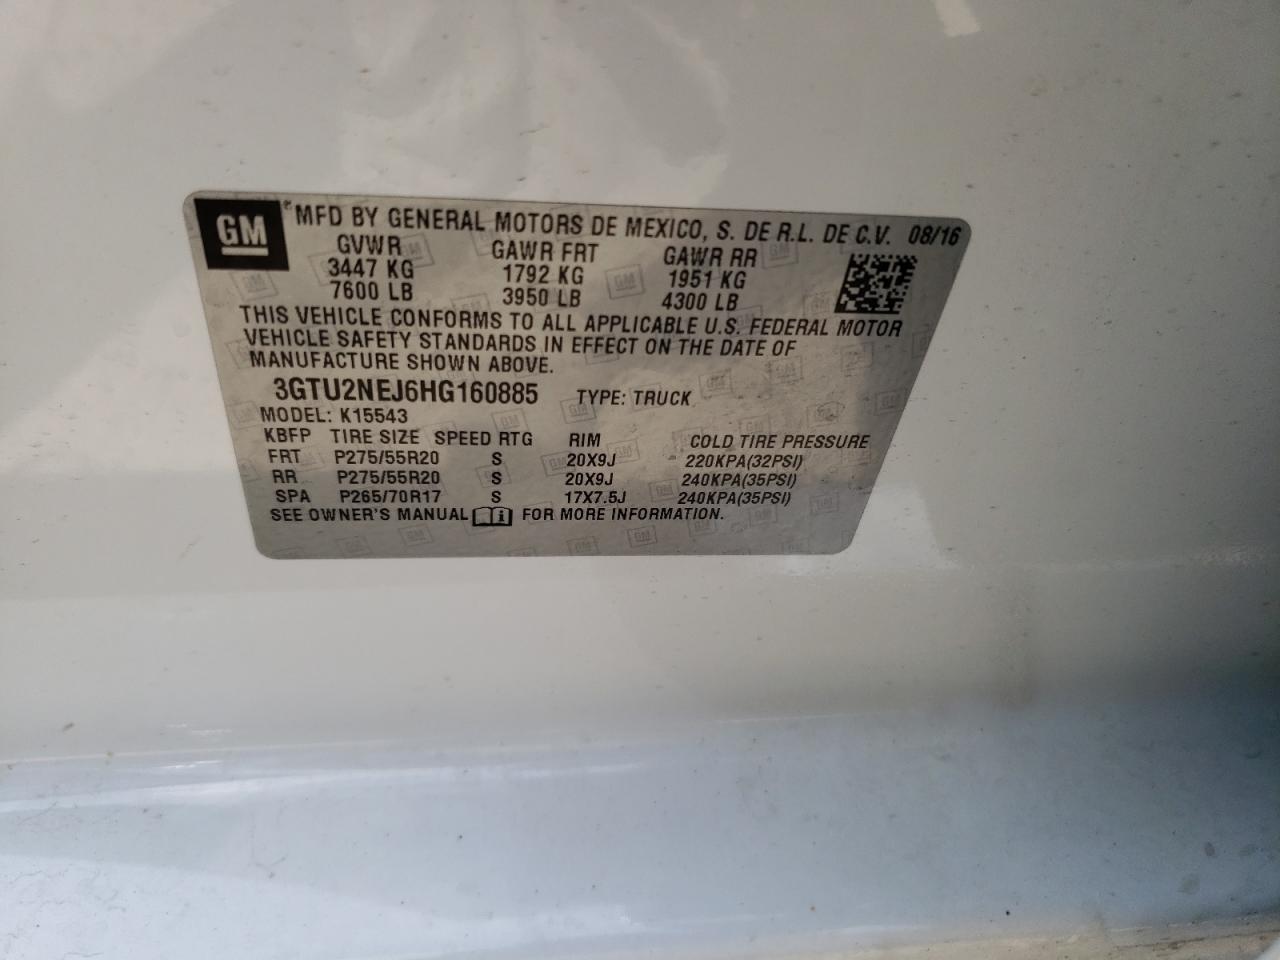 GM ® MFD BY GENERAL MOTORS DE MEXICO, S. DE R.L. DE C.V. 08/16
GVWR GAWR FRT GAWR RR
3447 KG 1792 KG 1951 KG
7600 LB 3950 LB 4300 LB
THIS VEHICLE CONFORMS TO ALL APPLICABLE U.S. FEDERAL MOTOR
VEHICLE SAFETY STANDARDS IN EFFECT ON THE DATE OF
MANUFACTURE SHOWN ABOVE.
3GTU2NEJ6HG160885 TYPE: TRUCK
MODEL: K15543
KBFP TIRE SIZE SPEED RTG RIM COLD TIRE PRESSURE
FRT P275/55R20 S 20X9J 220KPA(32PSI)
RR P275/55R20 S 20X9J 240KPA(35PSI)
SPA P265/70R17 S 17X7.5J 240KPA(35PSI)
SEE OWNER'S MANUAL i FOR MORE INFORMATION.